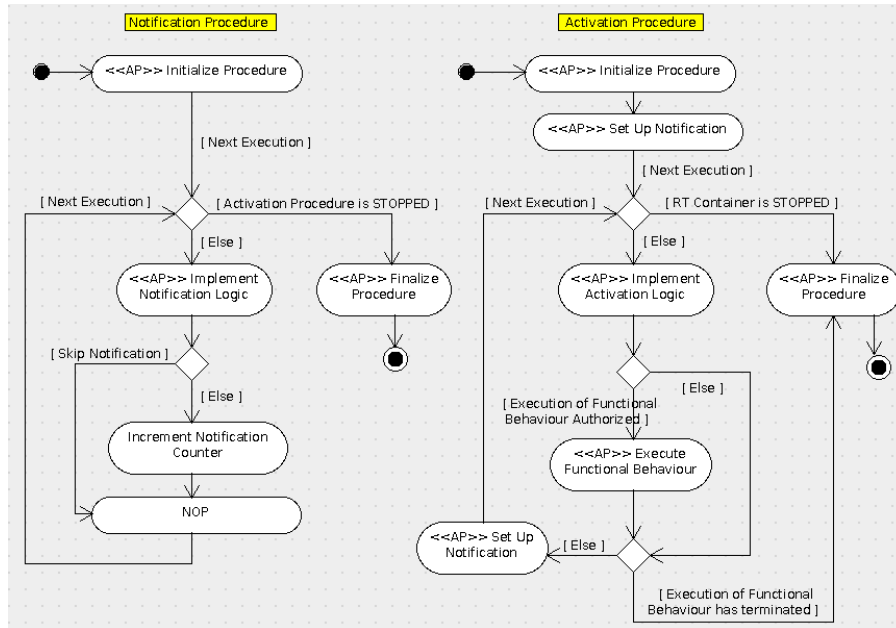 Notification Procedure
<<AP>> Initialize Procedure
[ Next Execution ]
[ Next Execution ]
[ Activation Procedure is STOPPED ]
[ Else ]
<<AP>> Implement
Notification Logic
<<AP>> Finalize
Procedure
[ Skip Notification ]
[ Else ]
Increment Notification
Counter
NOP
Activation Procedure
<<AP>> Initialize Procedure
<<AP>> Set Up Notification
[ Next Execution ]
[ Next Execution ]
[ RT Container is STOPPED ]
[ Else ]
<<AP>> Implement
Activation Logic
<<AP>> Finalize
Procedure
[ Else ]
[ Execution of Functional
Behaviour Authorized ]
<<AP>> Execute
Functional Behaviour
<<AP>> Set Up
Notification
[ Else ]
[ Execution of Functional
Behaviour has terminated ]